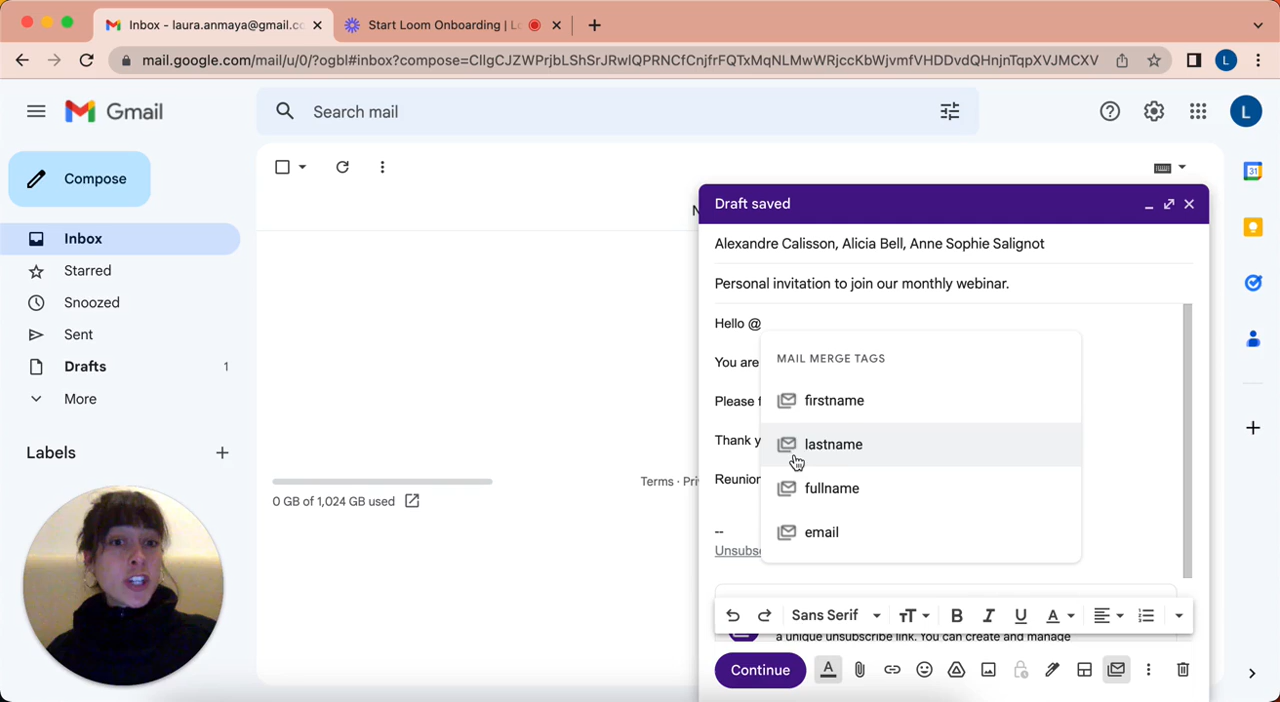 Inbox - laura.anmaya@gmail.cc
Start Loom Onboarding | L
mail.google.com/mail/u/0/?ogbl#inbox?compose=CllgCJZWPrjbLShSrJRwlQPRNCfCnjfrFQTxMqNLMwWRjccKbWjvmfVHDDvdQHnjnTqpXVJMCXV
L
Gmail
Search mail
L
Compose
Inbox
Starred
Snoozed
Sent
Drafts 1
More
Labels
31
0 GB of 1,024 GB used
Terms · Pri
Draft saved
Alexandre Calisson, Alicia Bell, Anne Sophie Salignot
Personal invitation to join our monthly webinar.
Hello @
You are
Please f
Thank y
Reunion
--
Unsubs
MAIL MERGE TAGS
firstname
lastname
fullname
email
Sans Serif
a unique unsubscribe link. You can create and manage
Continue